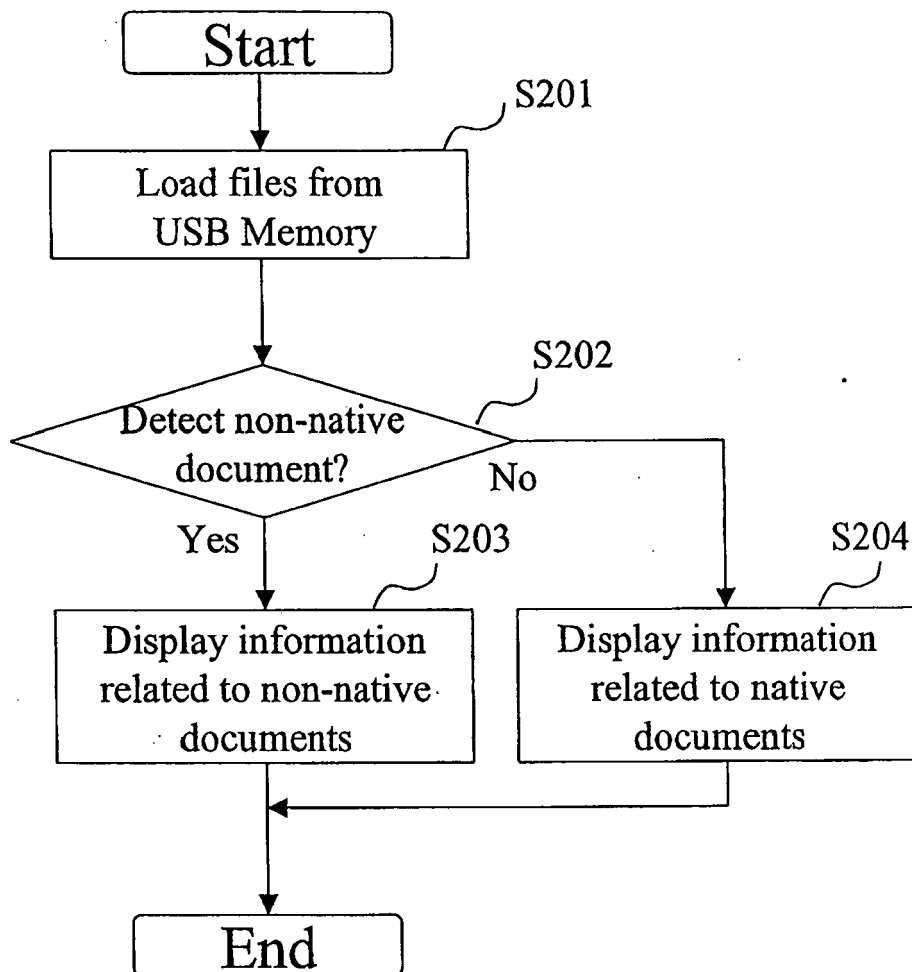 Start
S201
Load files from
USB Memory
S202
Detect non-native
document?
No
Yes
S203
S204
Display information
related to non-native
documents
Display information
related to native
documents
End